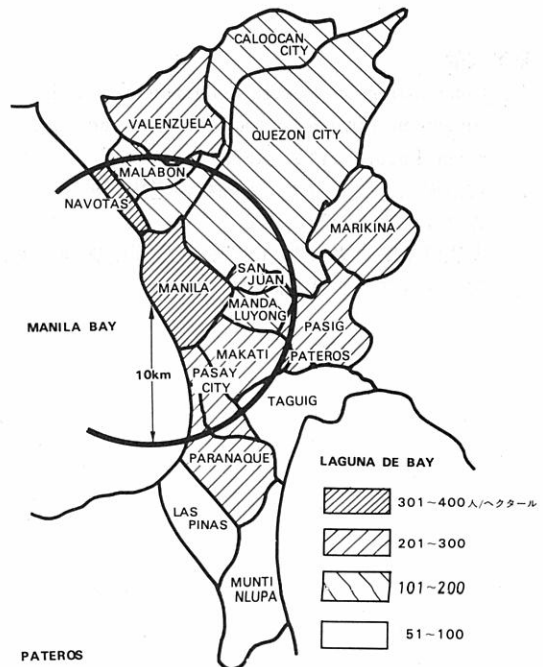 CALOOCAN
CITY
VALENZUELA
QUEZON CITY
MALABON
NAVOTAS
MARIKINA
SAN
JUAN
MANILA
MANDA
LUYONG
PASIG
MANILA BAY
MAKATI
PATEROS
10km
PASAY
CITY
TAGUIG
PARANAQUE
LAGUNA DE BAY
LAS
PINAS
MUNTI
NLUPA
301~400人/ヘクタール
201~300
101~200
51~100
PATEROS